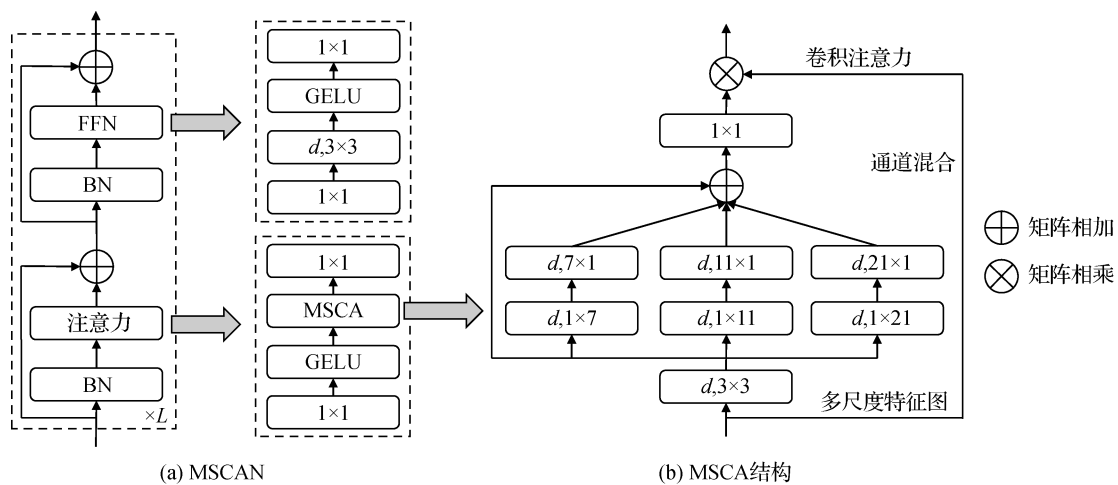 FFN
BN
注意力
BN
×L
1×1
GELU
d,3×3
1×1
1×1
MSCA
GELU
1×1
(a) MSCAN
卷积注意力
1×1
通道混合
d,7×1
d,11×1
d,21×1
d,1×7
d,1×11
d,1×21
d,3×3
多尺度特征图
(b) MSCA结构
矩阵相加
矩阵相乘